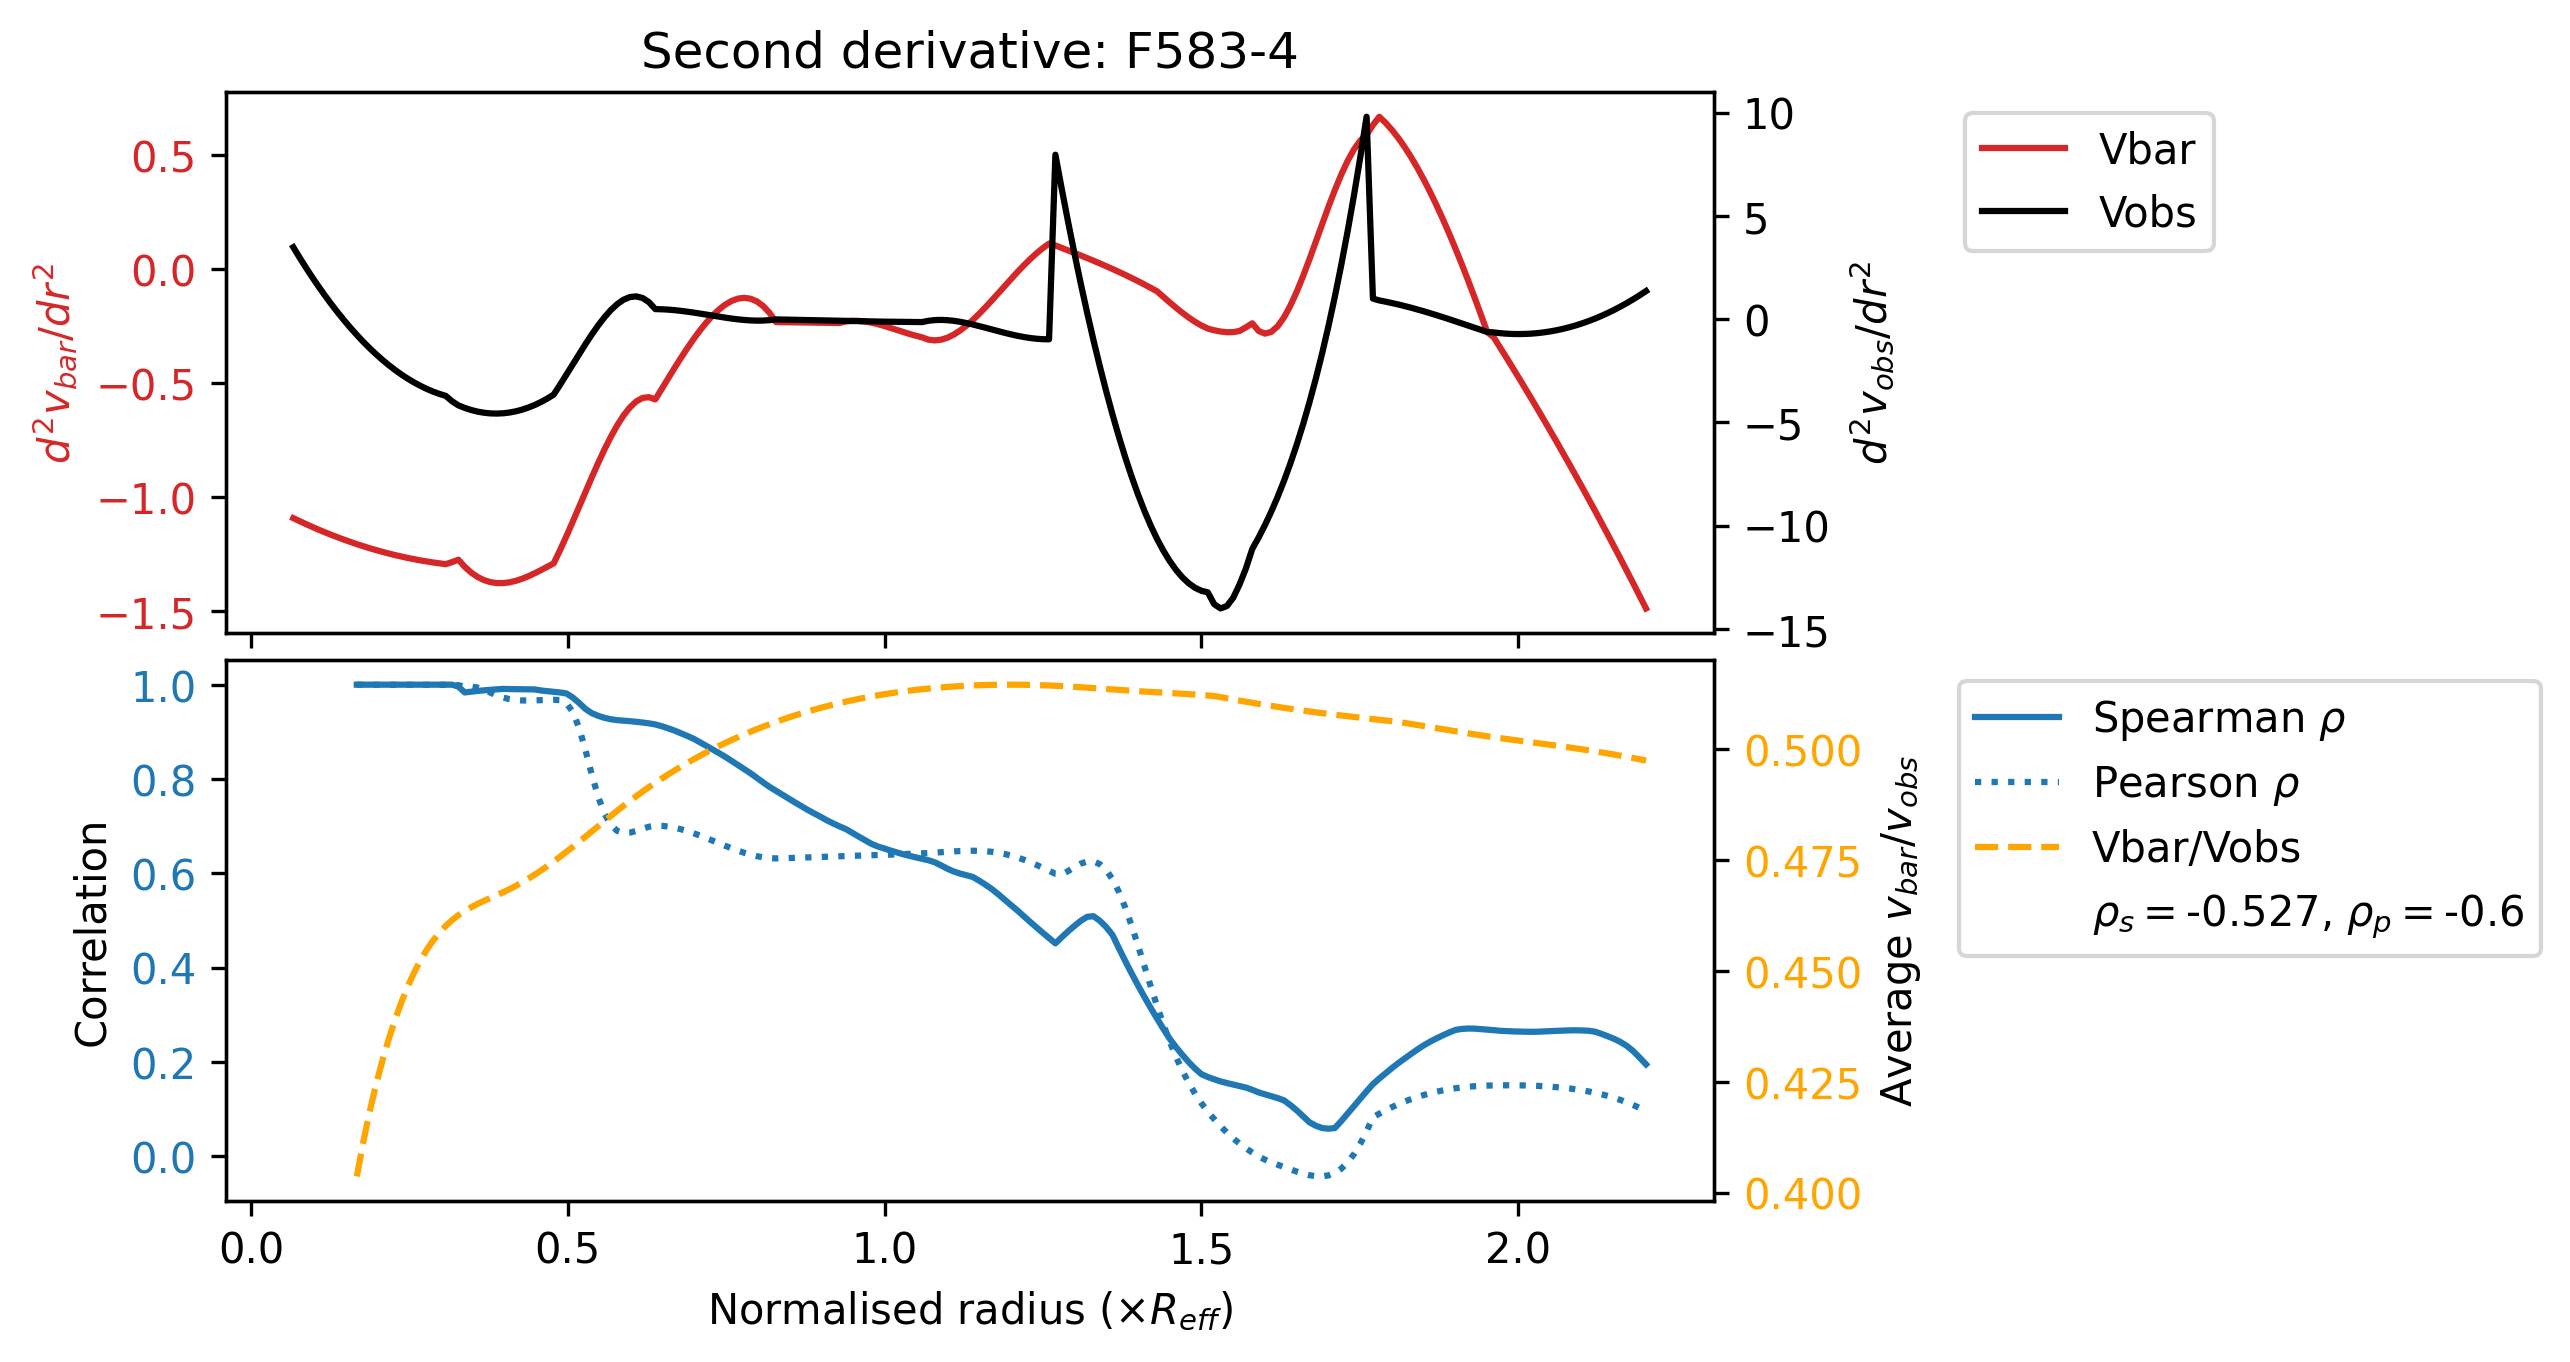 Second derivative: F583-4
d²v_bar/dr²
0.5
0.0
−0.5
−1.0
−1.5
10
5
0
−5
−10
−15
d²v_obs/dr²
Vbar
Vobs
Correlation
1.0
0.8
0.6
0.4
0.2
0.0
0.500
0.475
0.450
0.425
0.400
Average v_bar/v_obs
Spearman ρ
Pearson ρ
Vbar/Vobs
ρ_s = -0.527, ρ_p = -0.6
0.0 0.5 1.0 1.5 2.0
Normalised radius (×R_eff)